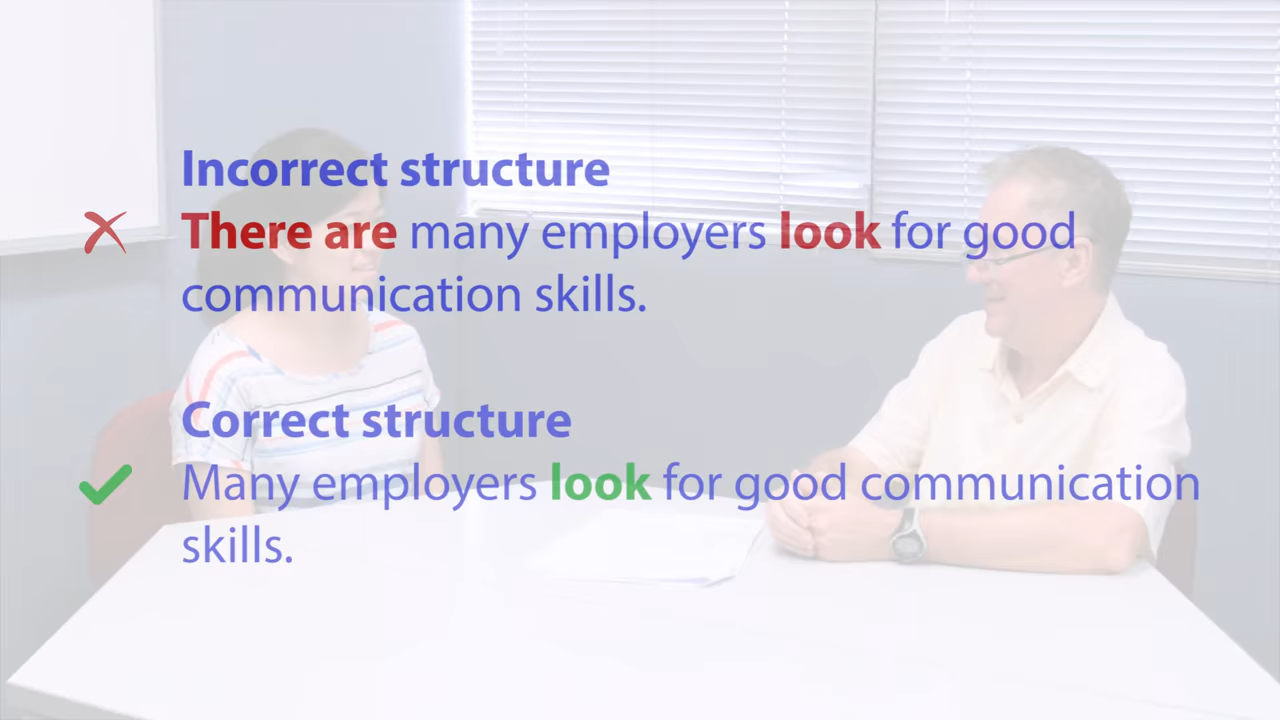 Incorrect structure
There are many employers look for good
communication skills.
Correct structure
Many employers look for good communication
skills.